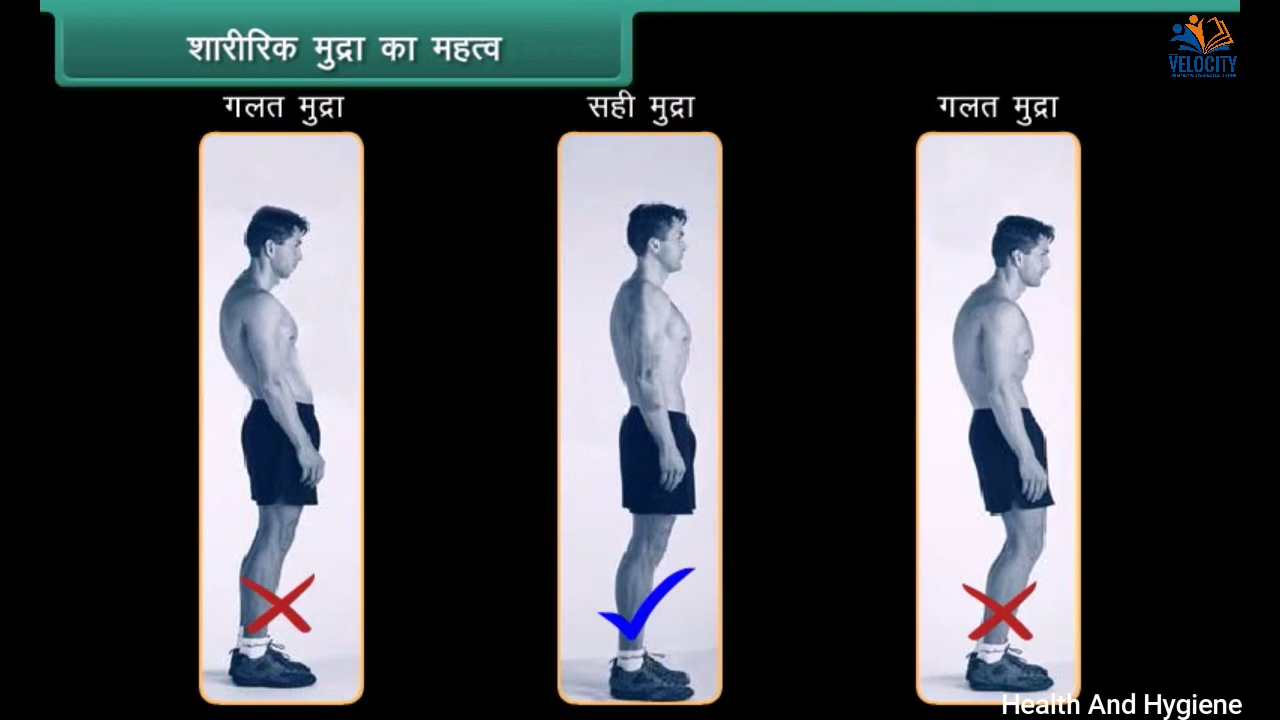 शारीरिक मुद्रा का महत्व
VELOCITY
गलत मुद्रा
सही मुद्रा
गलत मुद्रा
Health And Hygiene